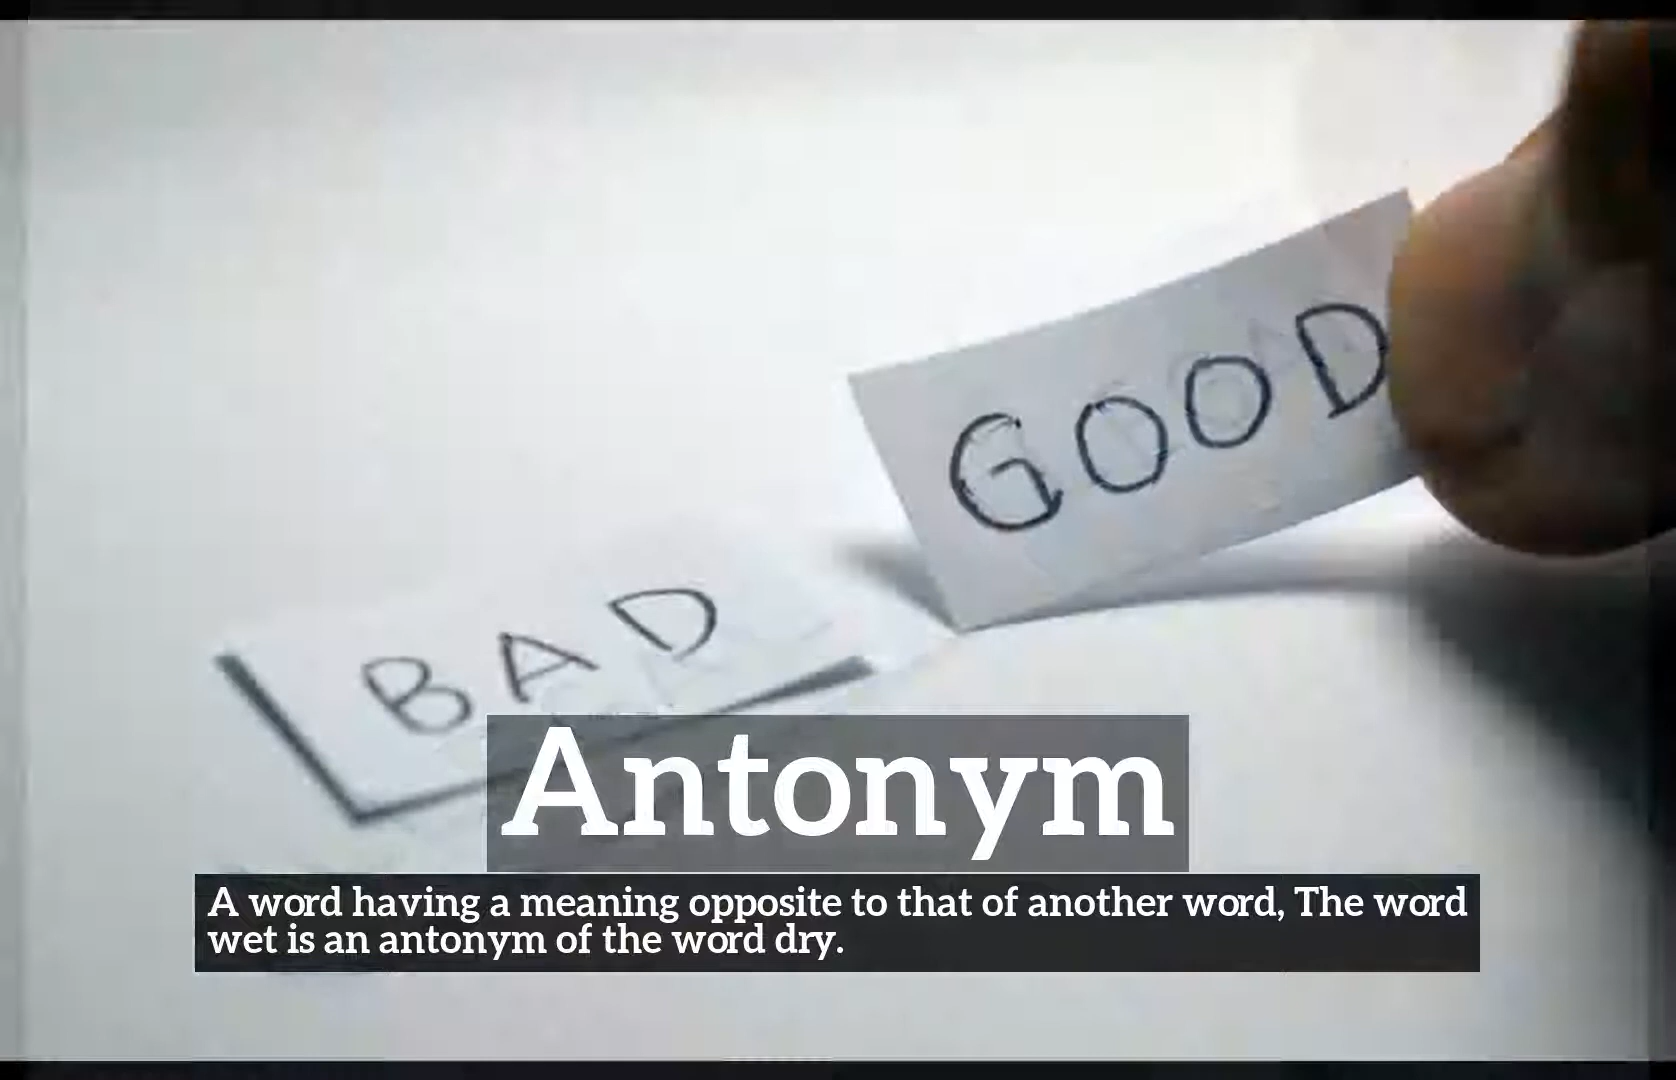 GOOD
BAD
Antonym
A word having a meaning opposite to that of another word, The word
wet is an antonym of the word dry.